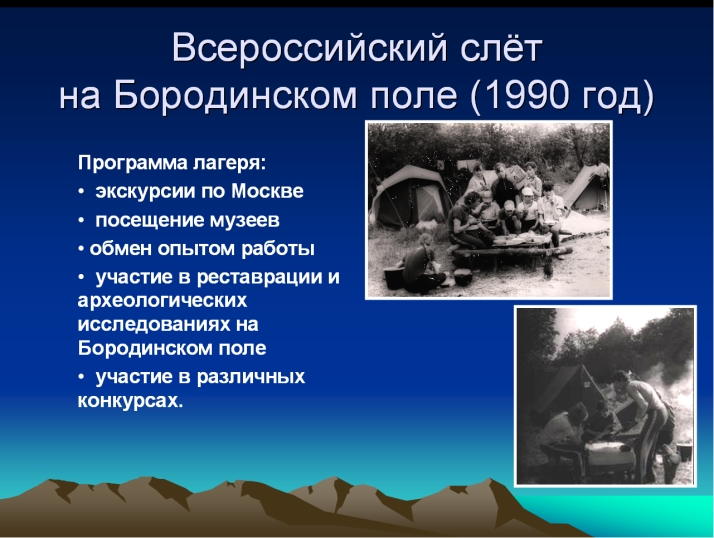 Всероссийский слёт
на Бородинском поле (1990 год)
Программа лагеря:
• экскурсии по Москве
• посещение музеев
• обмен опытом работы
• участие в реставрации и
археологических
исследованиях на
Бородинском поле
• участие в различных
конкурсах.